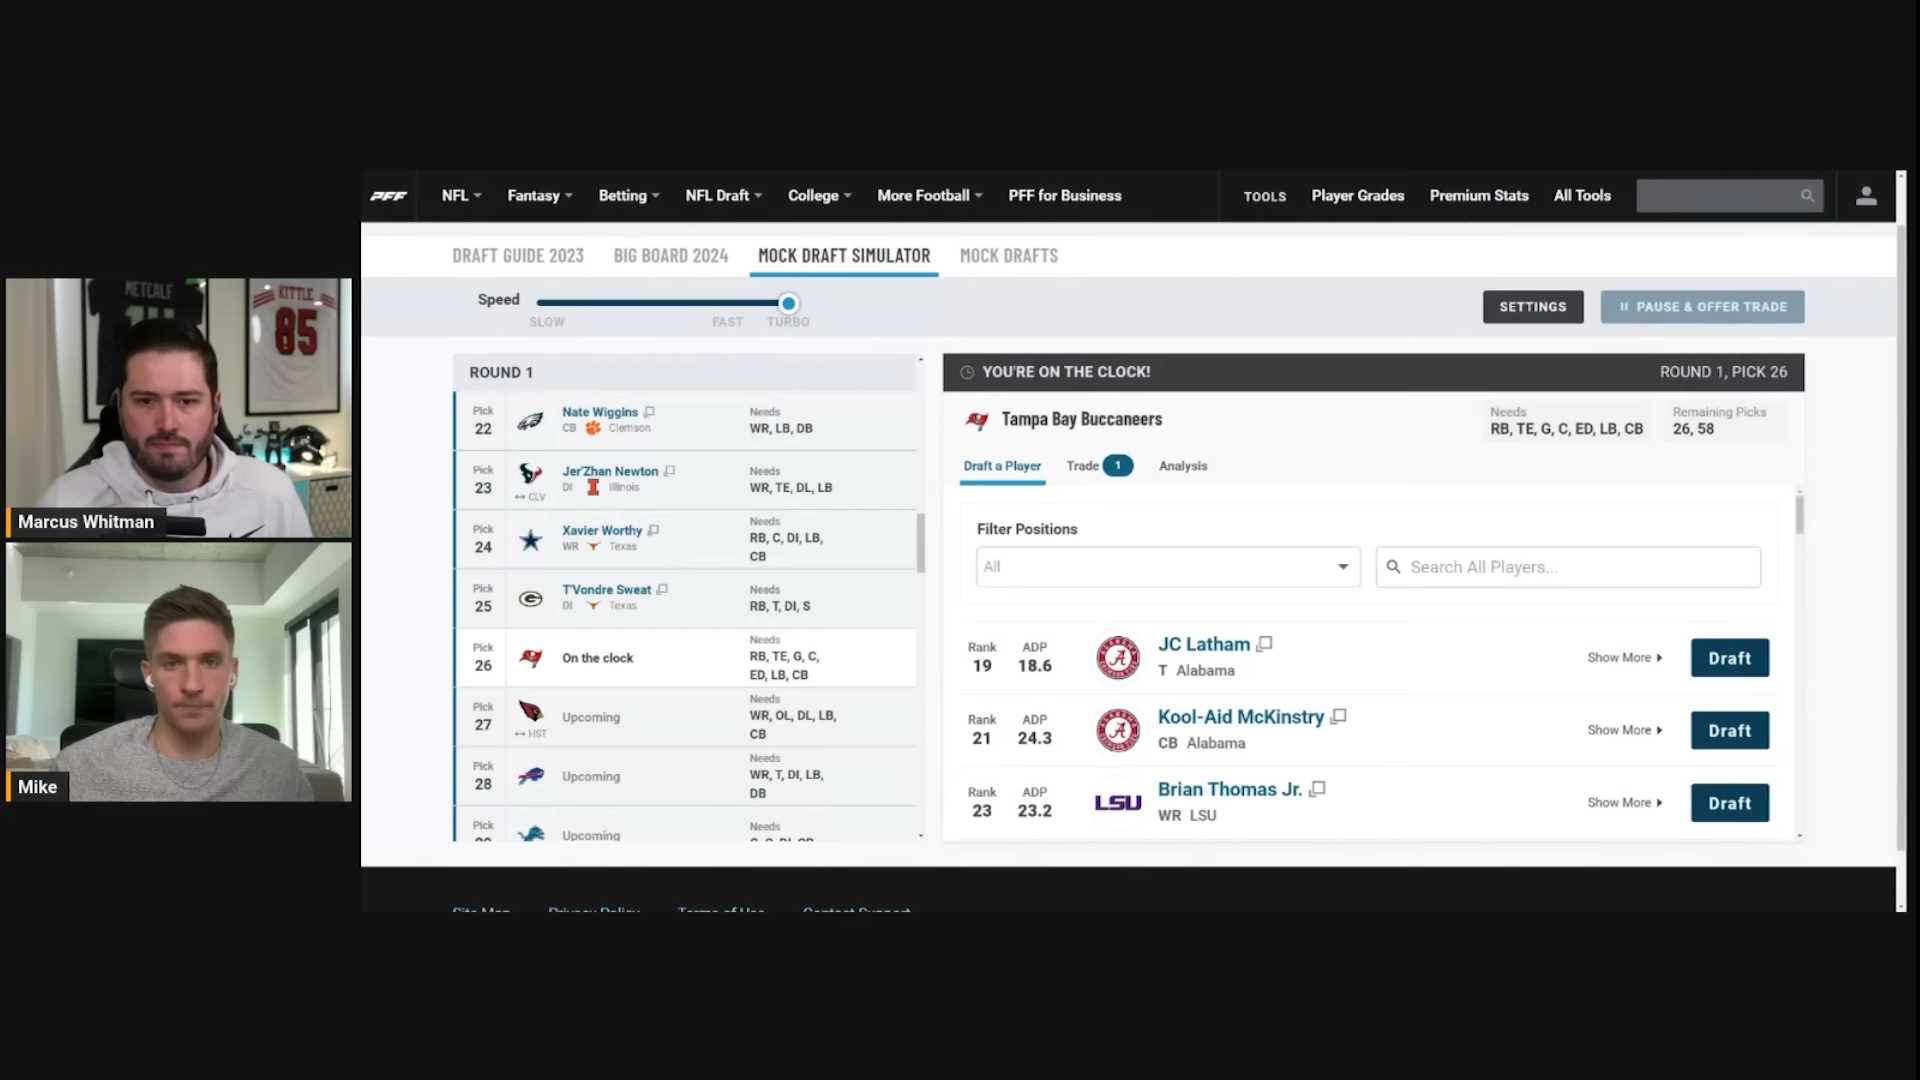 PFF
NFL
Fantasy
Betting
NFL Draft
College
More Football
PFF for Business
TOOLS
Player Grades
Premium Stats
All Tools
DRAFT GUIDE 2023
BIG BOARD 2024
MOCK DRAFT SIMULATOR
MOCK DRAFTS
Speed
SLOW
FAST
TURBO
SETTINGS
PAUSE & OFFER TRADE
METCALF
KITTLE
85
Marcus Whitman
Mike
ROUND 1
Pick
22
Nate Wiggins
CB Clemson
Needs
WR, LB, DB
Pick
23
↔ CLV
Jer'Zhan Newton
DI Illinois
Needs
WR, TE, DL, LB
Pick
24
Xavier Worthy
WR Texas
Needs
RB, C, DI, LB,
CB
Pick
25
T'Vondre Sweat
DI Texas
Needs
RB, T, DI, S
Pick
26
On the clock
Needs
RB, TE, G, C,
ED, LB, CB
Pick
27
↔ HST
Upcoming
Needs
WR, OL, DL, LB,
CB
Pick
28
Upcoming
Needs
WR, T, DI, LB,
DB
Pick
Upcoming
Needs
YOU'RE ON THE CLOCK!
ROUND 1, PICK 26
Tampa Bay Buccaneers
Needs
RB, TE, G, C, ED, LB, CB
Remaining Picks
26, 58
Draft a Player
Trade 1
Analysis
Filter Positions
All
Search All Players...
Rank
19
ADP
18.6
JC Latham
T Alabama
Show More
Draft
Rank
21
ADP
24.3
Kool-Aid McKinstry
CB Alabama
Show More
Draft
Rank
23
ADP
23.2
LSU
Brian Thomas Jr.
WR LSU
Show More
Draft
Site Map
Privacy Policy
Terms of Use
Contact Support